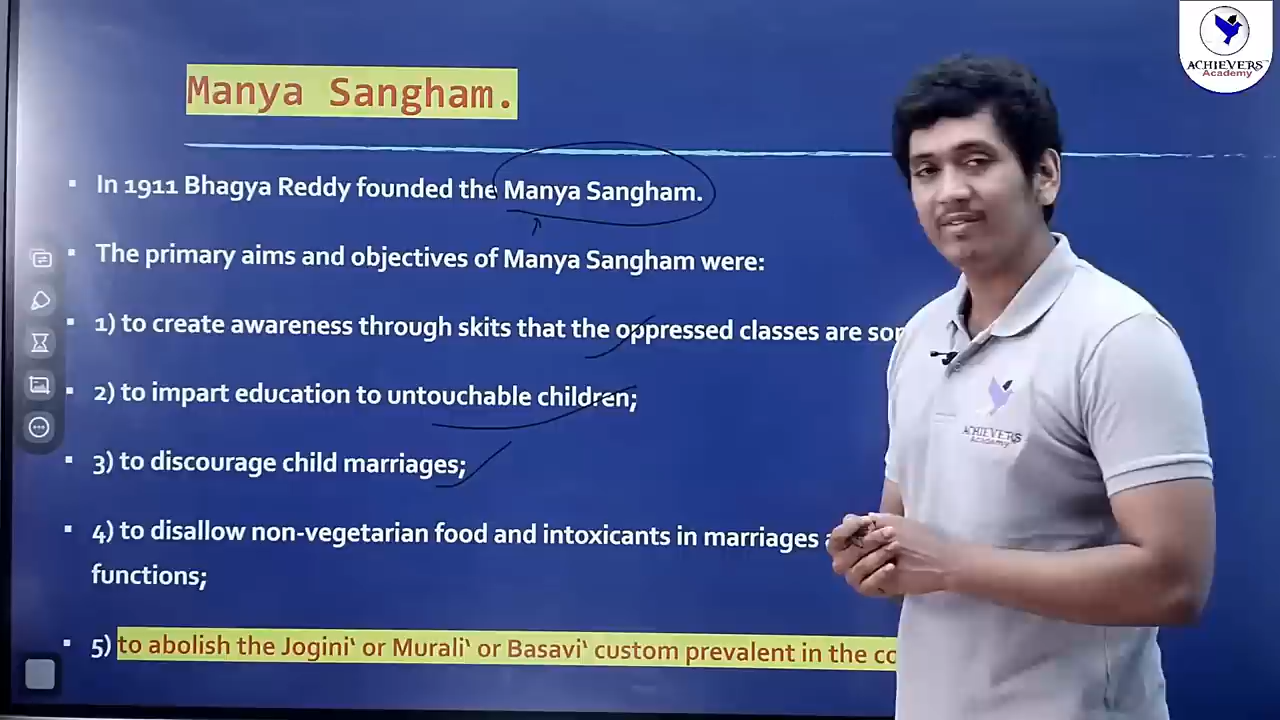 ACHIEVERS
Academy
Manya Sangham.
In 1911 Bhagya Reddy founded the Manya Sangham.
The primary aims and objectives of Manya Sangham were:
1) to create awareness through skits that the oppressed classes are
2) to impart education to untouchable children;
3) to discourage child marriages;
4) to disallow non-vegetarian food and intoxicants in marriages
functions;
5) to abolish the Jogini‛ or Murali‛ or Basavi‛ custom prevalent in the
ACHIEVERS
Academy